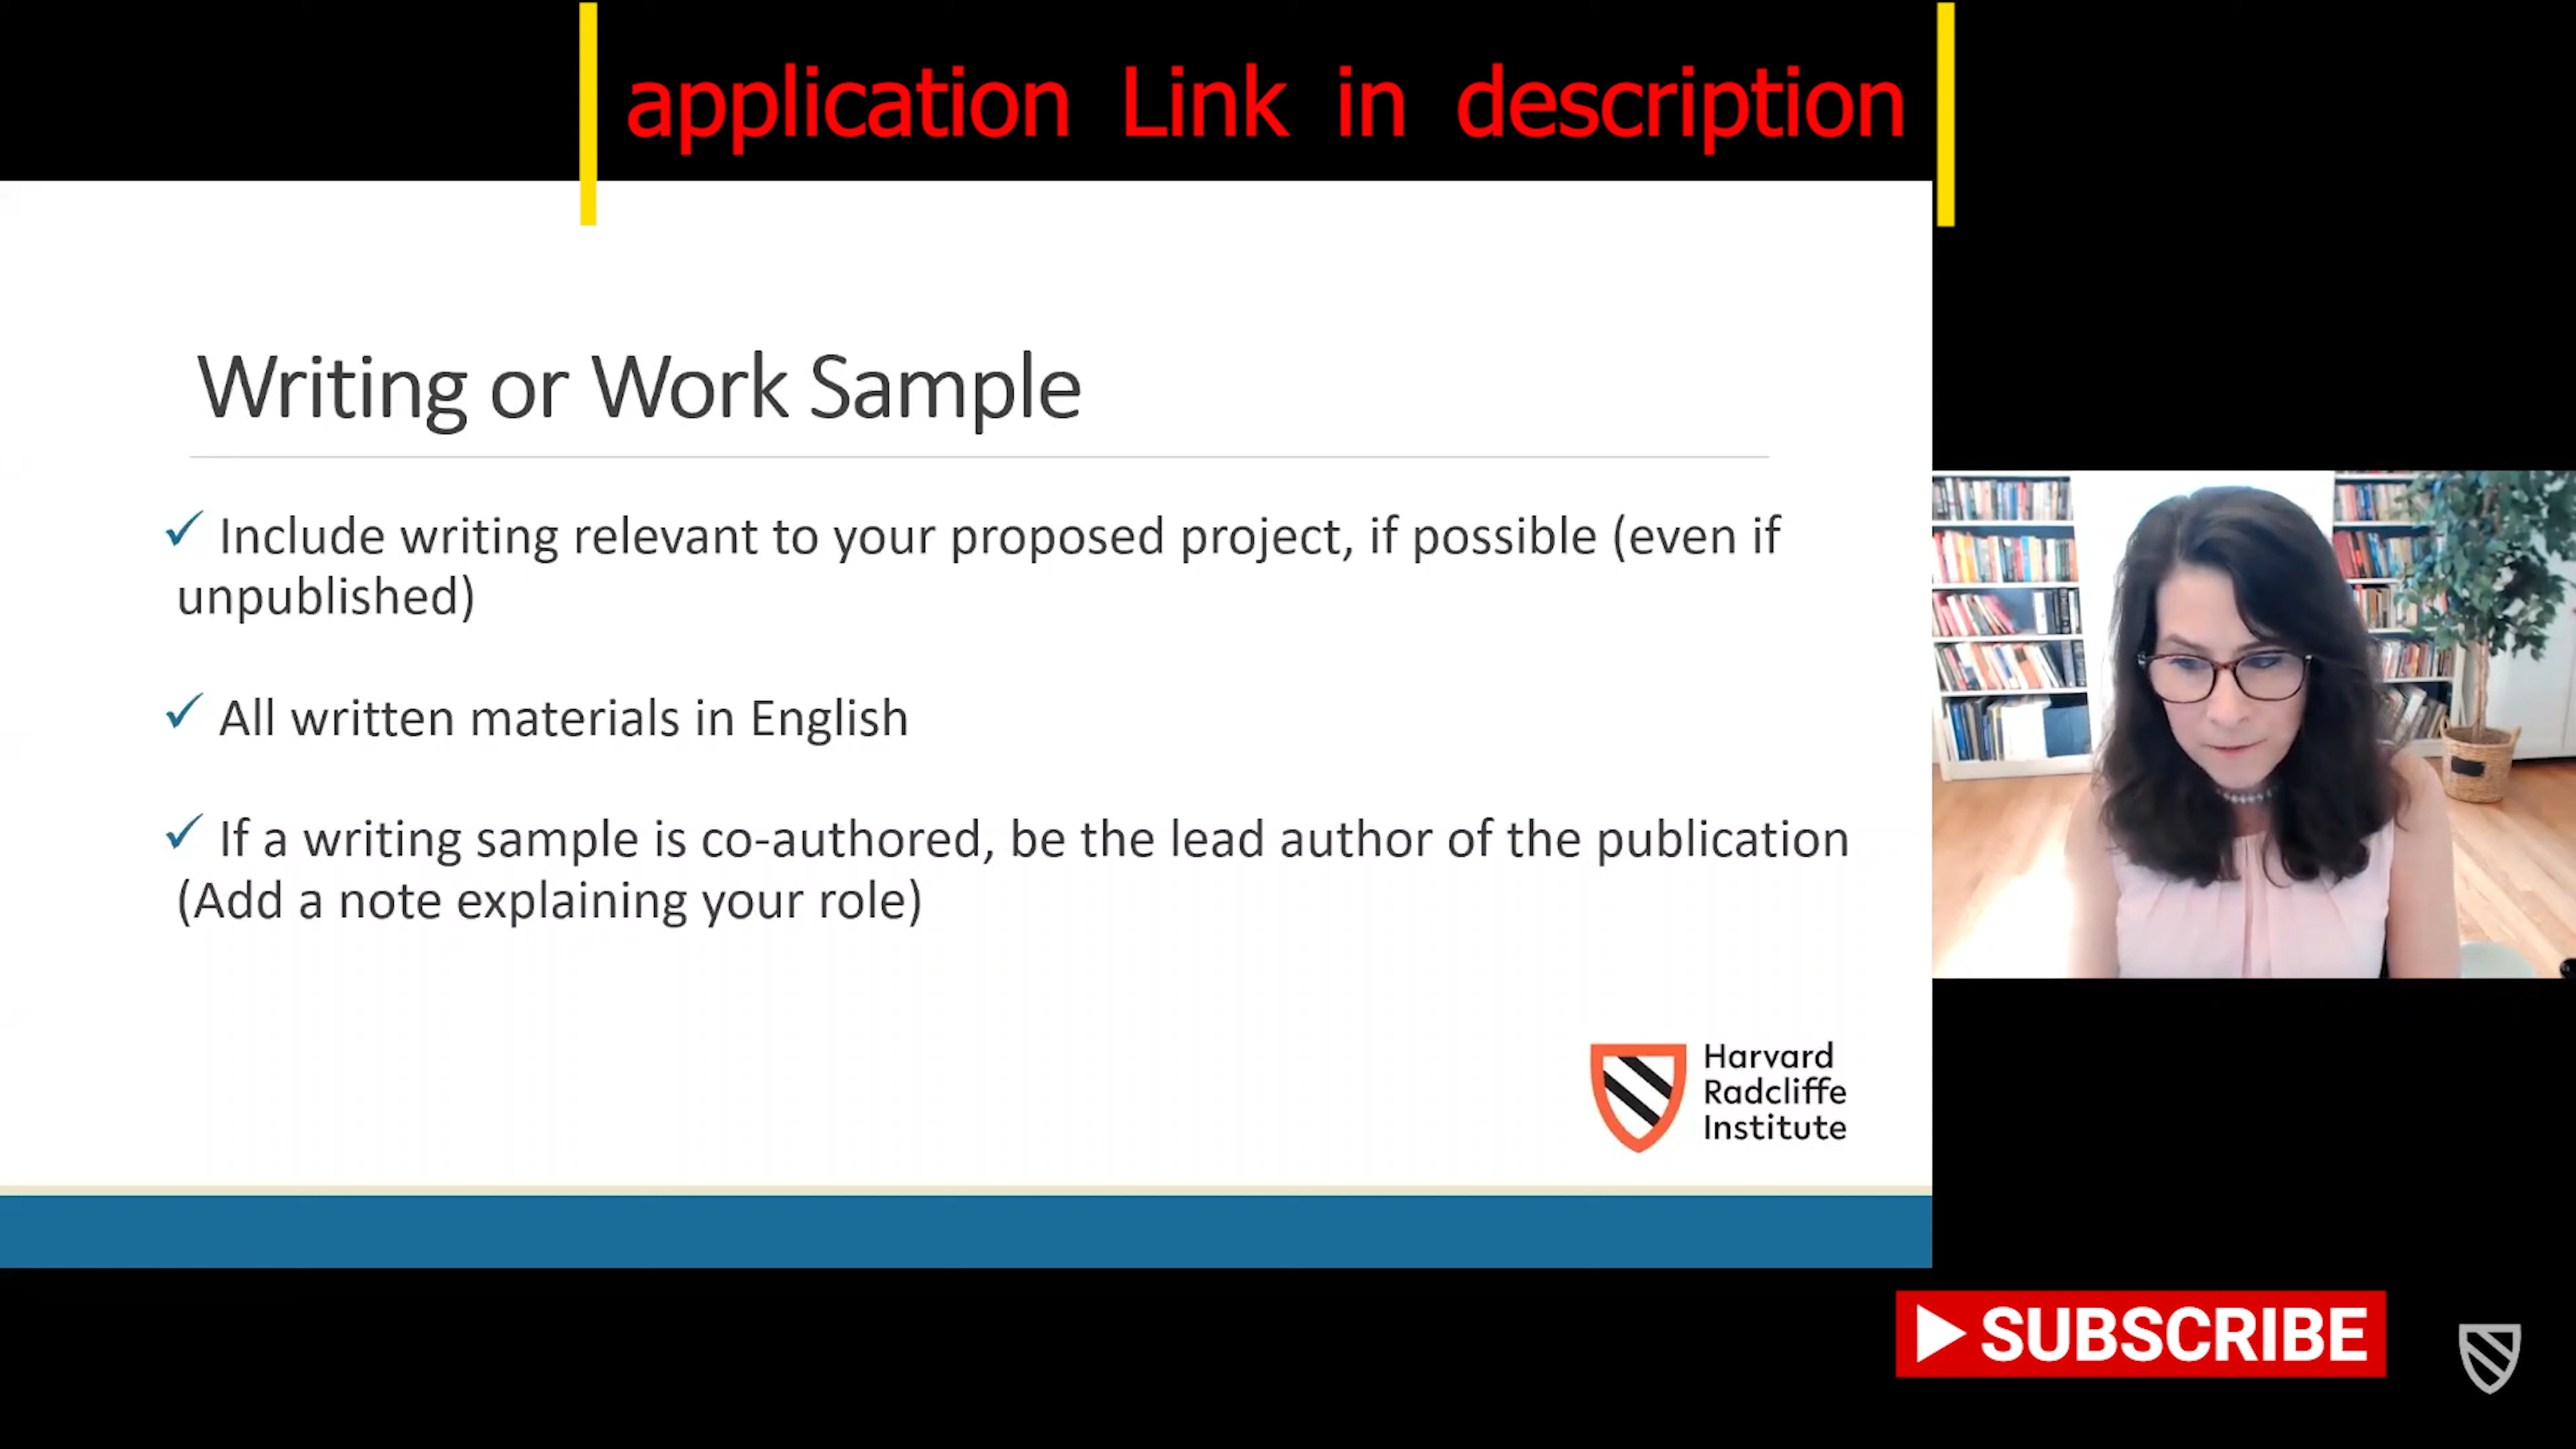 application Link in description
Writing or Work Sample
✓ Include writing relevant to your proposed project, if possible (even if
unpublished)
✓ All written materials in English
✓ If a writing sample is co-authored, be the lead author of the publication
(Add a note explaining your role)
Harvard
Radcliffe
Institute
SUBSCRIBE